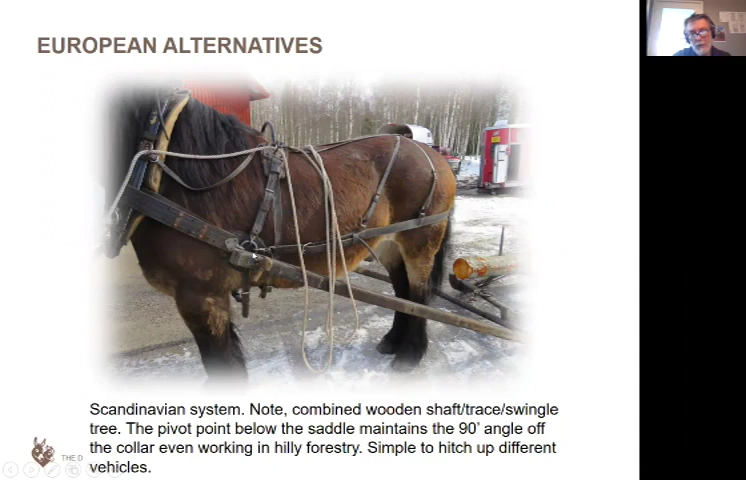 EUROPEAN ALTERNATIVES
Scandinavian system. Note, combined wooden shaft/trace/swingle
tree. The pivot point below the saddle maintains the 90’ angle off
the collar even working in hilly forestry. Simple to hitch up different
vehicles.
THE D